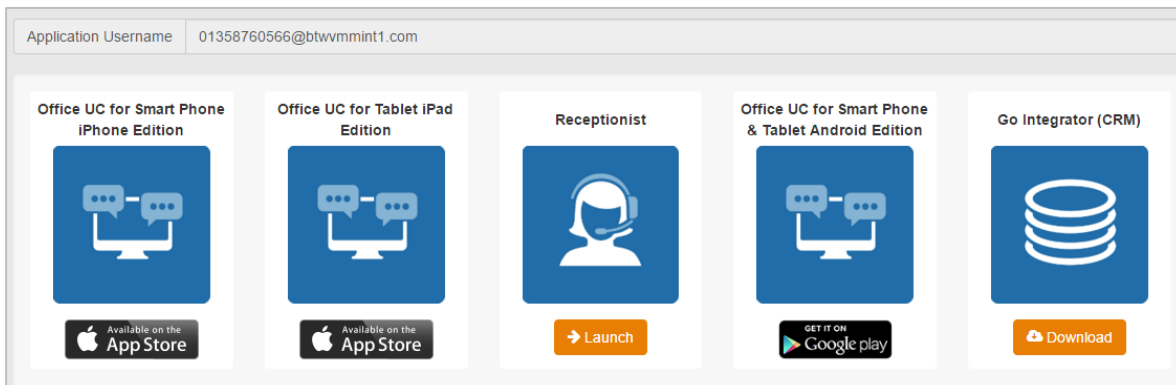 Application Username 01358760566@btwvmmint1.com
Office UC for Smart Phone
iPhone Edition
Available on the
App Store
Office UC for Tablet iPad
Edition
Available on the
App Store
Receptionist
Launch
Office UC for Smart Phone
& Tablet Android Edition
GET IT ON
Google play
Go Integrator (CRM)
Download